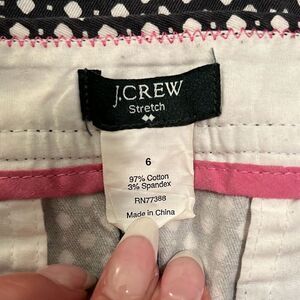 J.CREW
Stretch
6
97% Cotton
3% Spandex
RN77388
Made in China